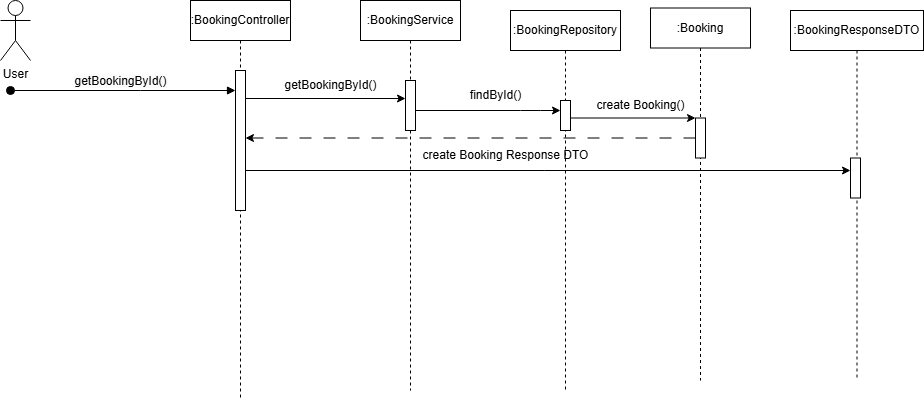 :BookingController
:BookingService
:BookingRepository
:Booking
:BookingResponseDTO
User
getBookingById()
getBookingById()
findById()
create Booking()
create Booking Response DTO